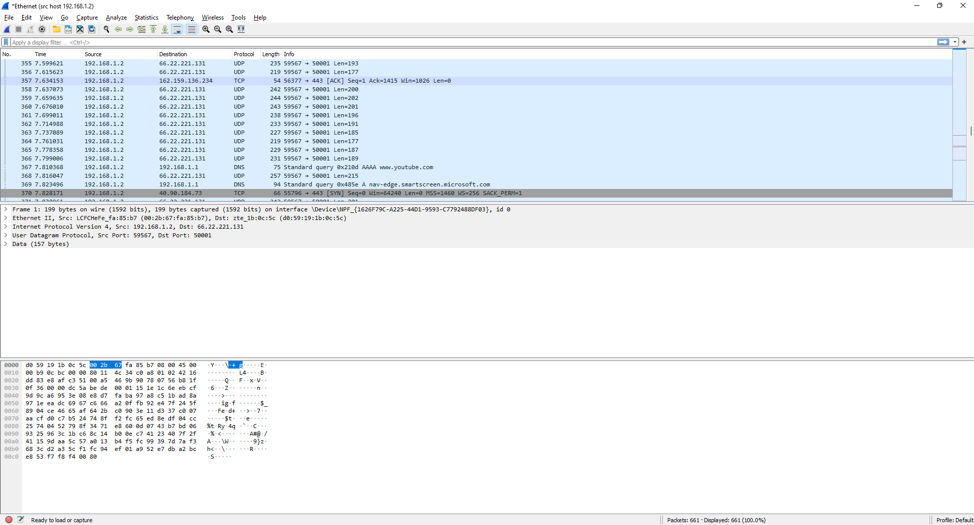 *Ethernet (src host 192.168.1.2)
File Edit View Go Capture Analyze Statistics Telephony Wireless Tools Help
Apply a display filter ... <Ctrl-/>
No. Time Source Destination Protocol Length Info
355 7.599621 192.168.1.2 66.22.221.131 UDP 235 59567 → 50001 Len=193
356 7.615623 192.168.1.2 66.22.221.131 UDP 219 59567 → 50001 Len=177
357 7.634153 192.168.1.2 162.159.136.234 TCP 54 56377 → 443 [ACK] Seq=1 Ack=1415 Win=1026 Len=0
358 7.637073 192.168.1.2 66.22.221.131 UDP 242 59567 → 50001 Len=200
359 7.659635 192.168.1.2 66.22.221.131 UDP 244 59567 → 50001 Len=202
360 7.676010 192.168.1.2 66.22.221.131 UDP 243 59567 → 50001 Len=201
361 7.699011 192.168.1.2 66.22.221.131 UDP 238 59567 → 50001 Len=196
362 7.714988 192.168.1.2 66.22.221.131 UDP 233 59567 → 50001 Len=191
363 7.737089 192.168.1.2 66.22.221.131 UDP 227 59567 → 50001 Len=185
364 7.761031 192.168.1.2 66.22.221.131 UDP 219 59567 → 50001 Len=177
365 7.778358 192.168.1.2 66.22.221.131 UDP 229 59567 → 50001 Len=187
366 7.799006 192.168.1.2 66.22.221.131 UDP 231 59567 → 50001 Len=189
367 7.810368 192.168.1.2 192.168.1.1 DNS 75 Standard query 0x210d AAAA www.youtube.com
368 7.816047 192.168.1.2 66.22.221.131 UDP 257 59567 → 50001 Len=215
369 7.823496 192.168.1.2 192.168.1.1 DNS 94 Standard query 0x485e A nav-edge.smartscreen.microsoft.com
370 7.828171 192.168.1.2 40.90.184.73 TCP 66 55796 → 443 [SYN] Seq=0 Win=64240 Len=0 MSS=1460 WS=256 SACK_PERM=1
Frame 1: 199 bytes on wire (1592 bits), 199 bytes captured (1592 bits) on interface \Device\NPF_{1626F79C-A225-44D1-9593-C7792488DF03}, id 0
Ethernet II, Src: LCFCHeFe_fa:85:b7 (00:2b:67:fa:85:b7), Dst: zte_1b:0c:5c (d0:59:19:1b:0c:5c)
Internet Protocol Version 4, Src: 192.168.1.2, Dst: 66.22.221.131
User Datagram Protocol, Src Port: 59567, Dst Port: 50001
Data (157 bytes)
0000 d0 59 19 1b 0c 5c 00 2b 67 fa 85 b7 08 00 45 00 ·Y···\·+ g·····E·
0010 00 b9 0c bc 00 00 80 11 4c 34 c0 a8 01 02 42 16 ········ L4····B·
0020 dd 83 e8 af c3 51 00 a5 46 9b 90 78 07 56 b8 1f ·····Q·· F··x·V··
0030 0f 36 00 00 dc 5a be de 00 01 15 1e 1c 6e eb cf ·6···Z·· ·····n··
0040 9d 9c a6 95 3e 08 e8 d7 fa ba 97 a8 c5 1b ad 8a ····>··· ········
0050 97 1e ea dc 69 67 c6 66 a2 0f fb 92 e4 7f 24 5f ····ig·f ······$_
0060 89 04 ce 46 65 af 64 2b c0 90 3e 11 d3 37 c0 07 ···Fe·d+ ··>··7··
0070 aa cf d0 c7 b5 24 74 8f f2 fc 65 ed 8e df 04 cc ·····$t· ··e·····
0080 25 74 04 52 79 8f 34 71 e8 60 0d 07 43 b7 bd 06 %t·Ry·4q ·`··C···
0090 93 25 96 3c 1b c6 8c 14 b0 0e c7 41 23 40 7f 2f ·%·<···· ···A#@·/
00a0 41 15 9d aa 5c 57 a0 13 b4 f5 fc 99 39 7d 7a f3 A···\W·· ····9}z·
00b0 68 3c d2 a3 5c f1 fc 94 ef 01 a9 52 e7 db a2 bc h<··\··· ···R····
00c0 e8 53 f7 f8 f4 00 80 ·S·····
Ready to load or capture Packets: 661 · Displayed: 661 (100.0%) Profile: Default